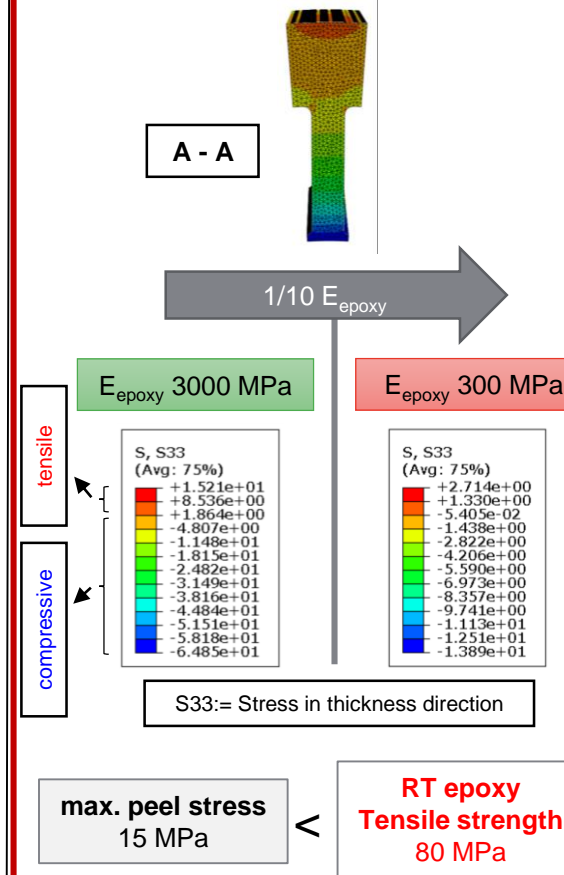 A - A
1/10 Eepoxy
Eepoxy 3000 MPa
Eepoxy 300 MPa
tensile
compressive
S, S33
(Avg: 75%)
+1.521e+01
+8.536e+00
+1.864e+00
-4.807e+00
-1.148e+01
-1.815e+01
-2.482e+01
-3.149e+01
-3.816e+01
-4.484e+01
-5.151e+01
-5.818e+01
-6.485e+01
S, S33
(Avg: 75%)
+2.714e+00
+1.330e+00
-5.405e-02
-1.438e+00
-2.822e+00
-4.206e+00
-5.590e+00
-6.973e+00
-8.357e+00
-9.741e+00
-1.113e+01
-1.251e+01
-1.389e+01
S33:= Stress in thickness direction
max. peel stress
15 MPa
<
RT epoxy
Tensile strength
80 MPa